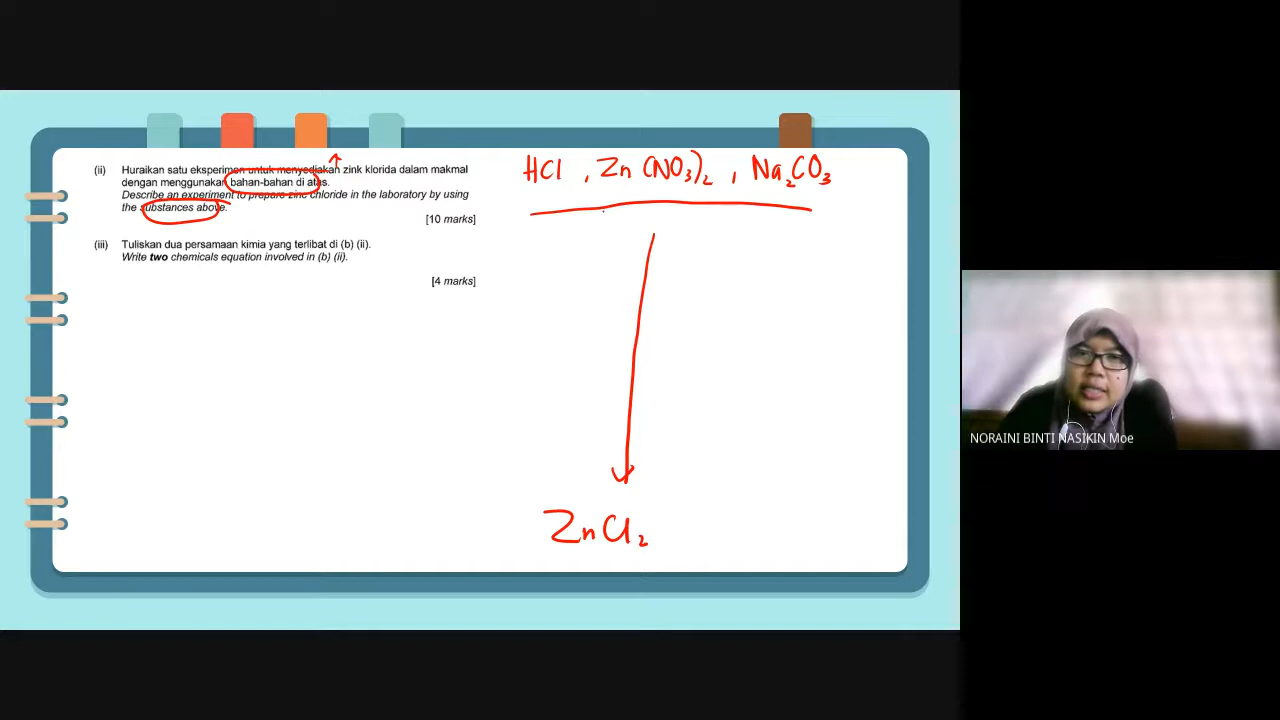 (ii) Huraikan satu eksperimen untuk menyediakan zink klorida dalam makmal
dengan menggunakan bahan-bahan di atas.
Describe an experiment to prepare zinc chloride in the laboratory by using
the substances above.
[10 marks]
(iii) Tuliskan dua persamaan kimia yang terlibat di (b) (ii).
Write two chemicals equation involved in (b) (ii).
[4 marks]
HCl , Zn(NO3)2 , Na2CO3
ZnCl2
NORAINI BINTI NASIKIN Moe